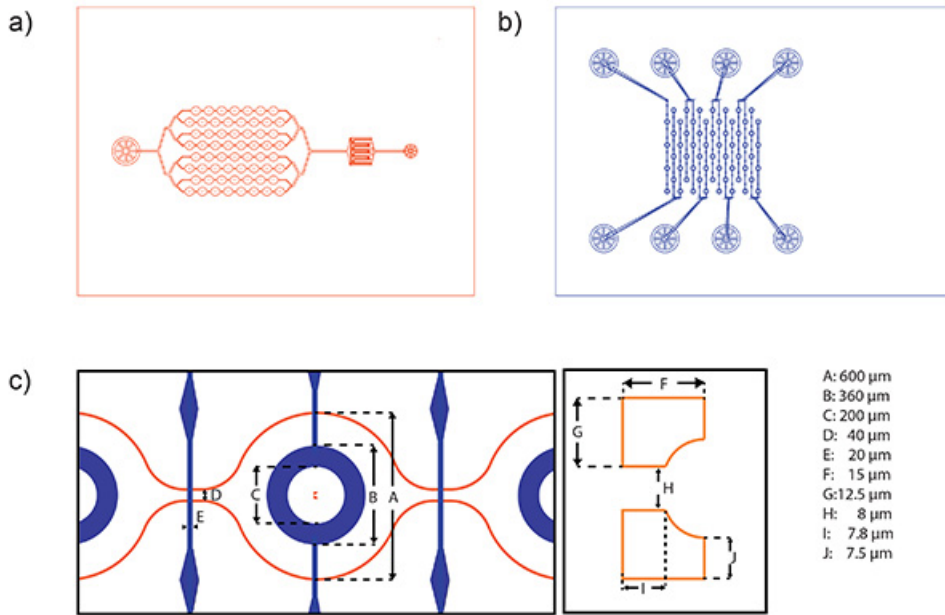 a)
b)
c)
A
B
C
D
E
F
G
H
I
J
A: 600 µm
B: 360 µm
C: 200 µm
D: 40 µm
E: 20 µm
F: 15 µm
G: 12.5 µm
H: 8 µm
I: 7.8 µm
J: 7.5 µm